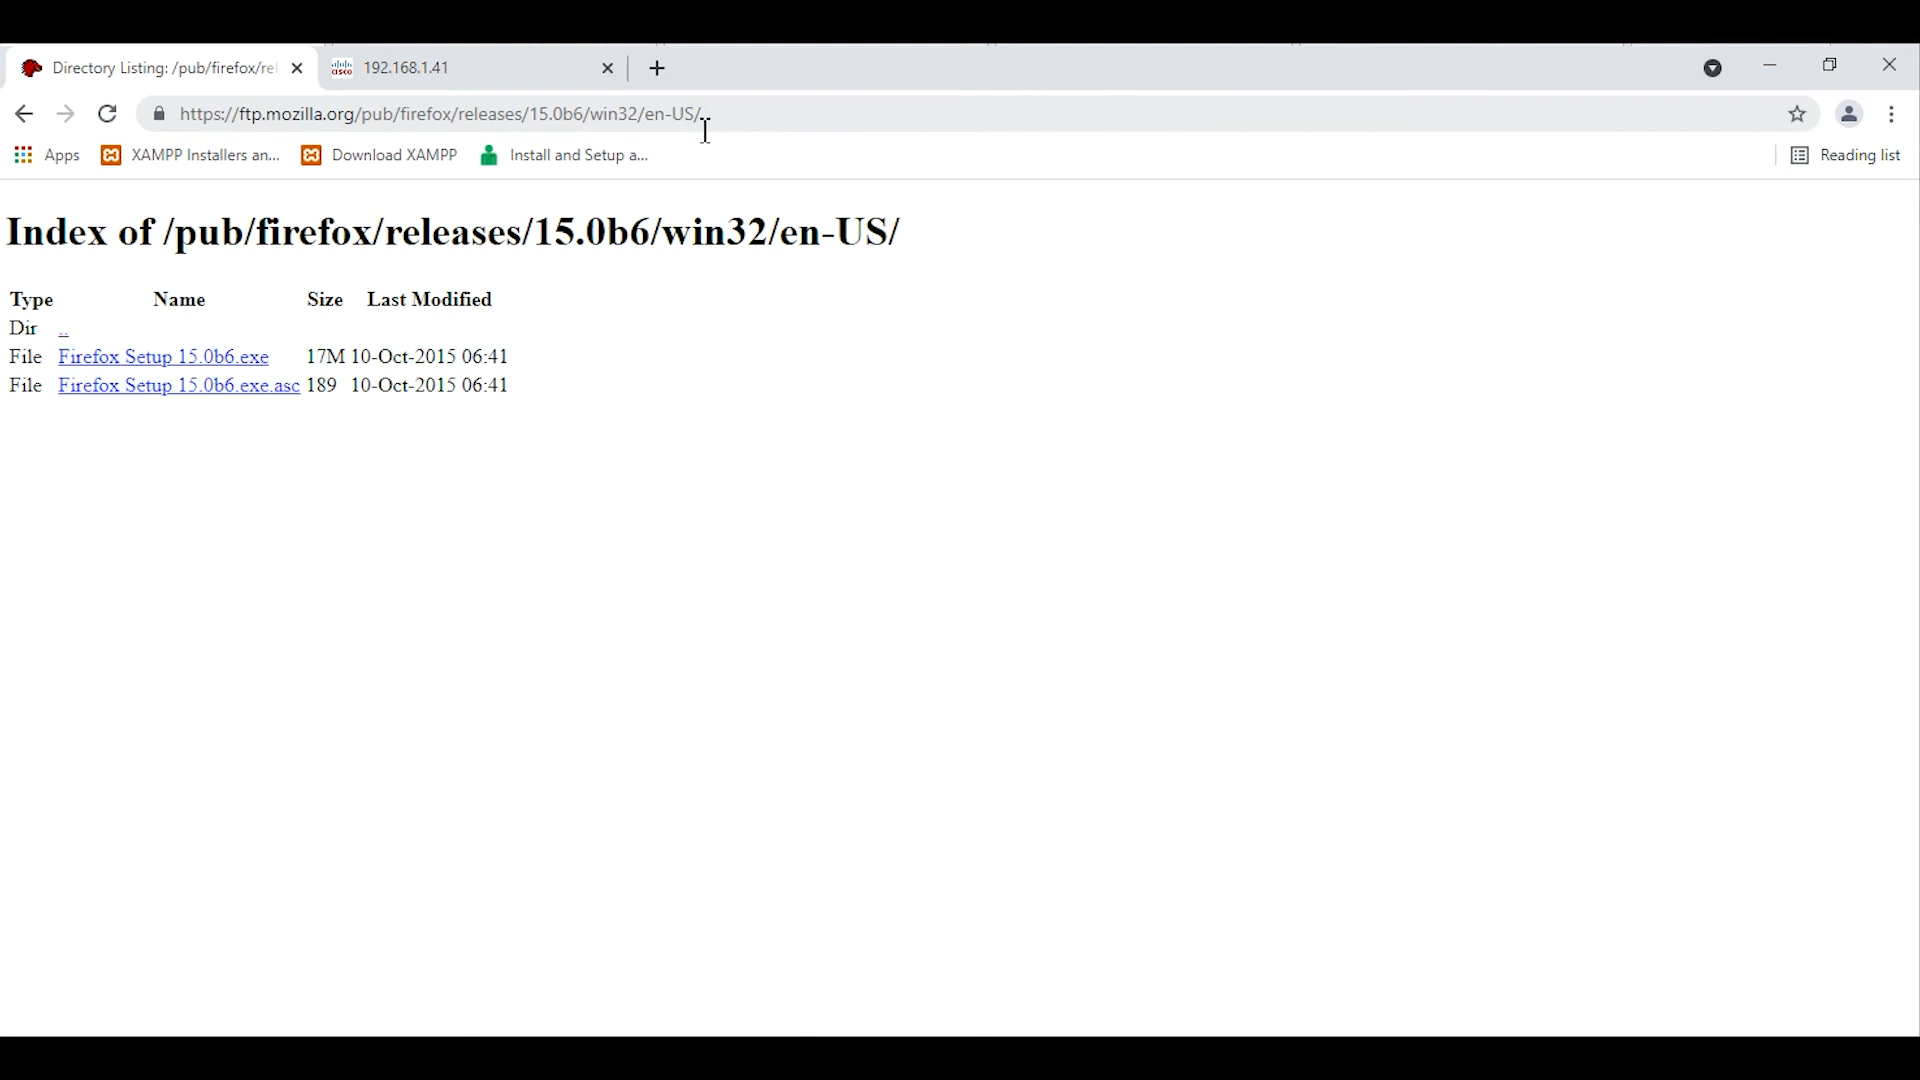 Directory Listing: /pub/firefox/rel
cisco 192.168.1.41
https://ftp.mozilla.org/pub/firefox/releases/15.0b6/win32/en-US/
Apps XAMPP Installers an... Download XAMPP Install and Setup a... Reading list
Index of /pub/firefox/releases/15.0b6/win32/en-US/
Type Name Size Last Modified
Dir ..
File Firefox Setup 15.0b6.exe 17M 10-Oct-2015 06:41
File Firefox Setup 15.0b6.exe.asc 189 10-Oct-2015 06:41